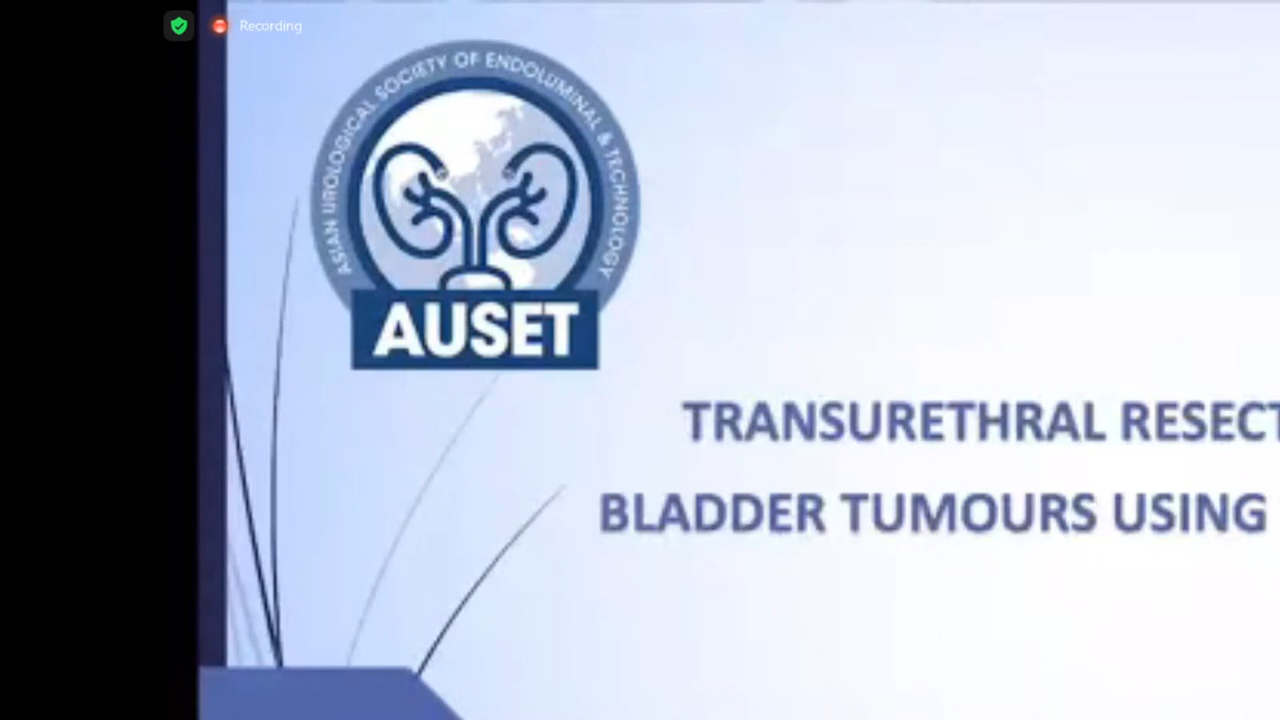 Recording
ASIAN UROLOGICAL SOCIETY OF ENDOLUMINAL & TECHNOLOGY
AUSET
TRANSURETHRAL RESECT
BLADDER TUMOURS USING